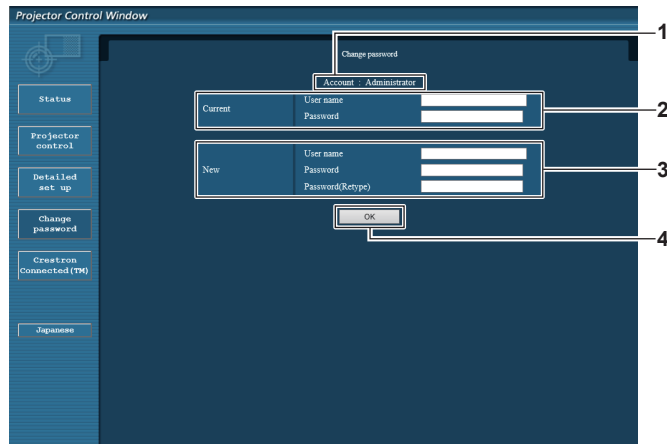 Projector Control Window
Change password
1
Account : Administrator
Current
User name
Password
2
New
User name
Password
Password(Retype)
3
OK
4
Status
Projector control
Detailed set up
Change password
Crestron Connected(TM)
Japanese